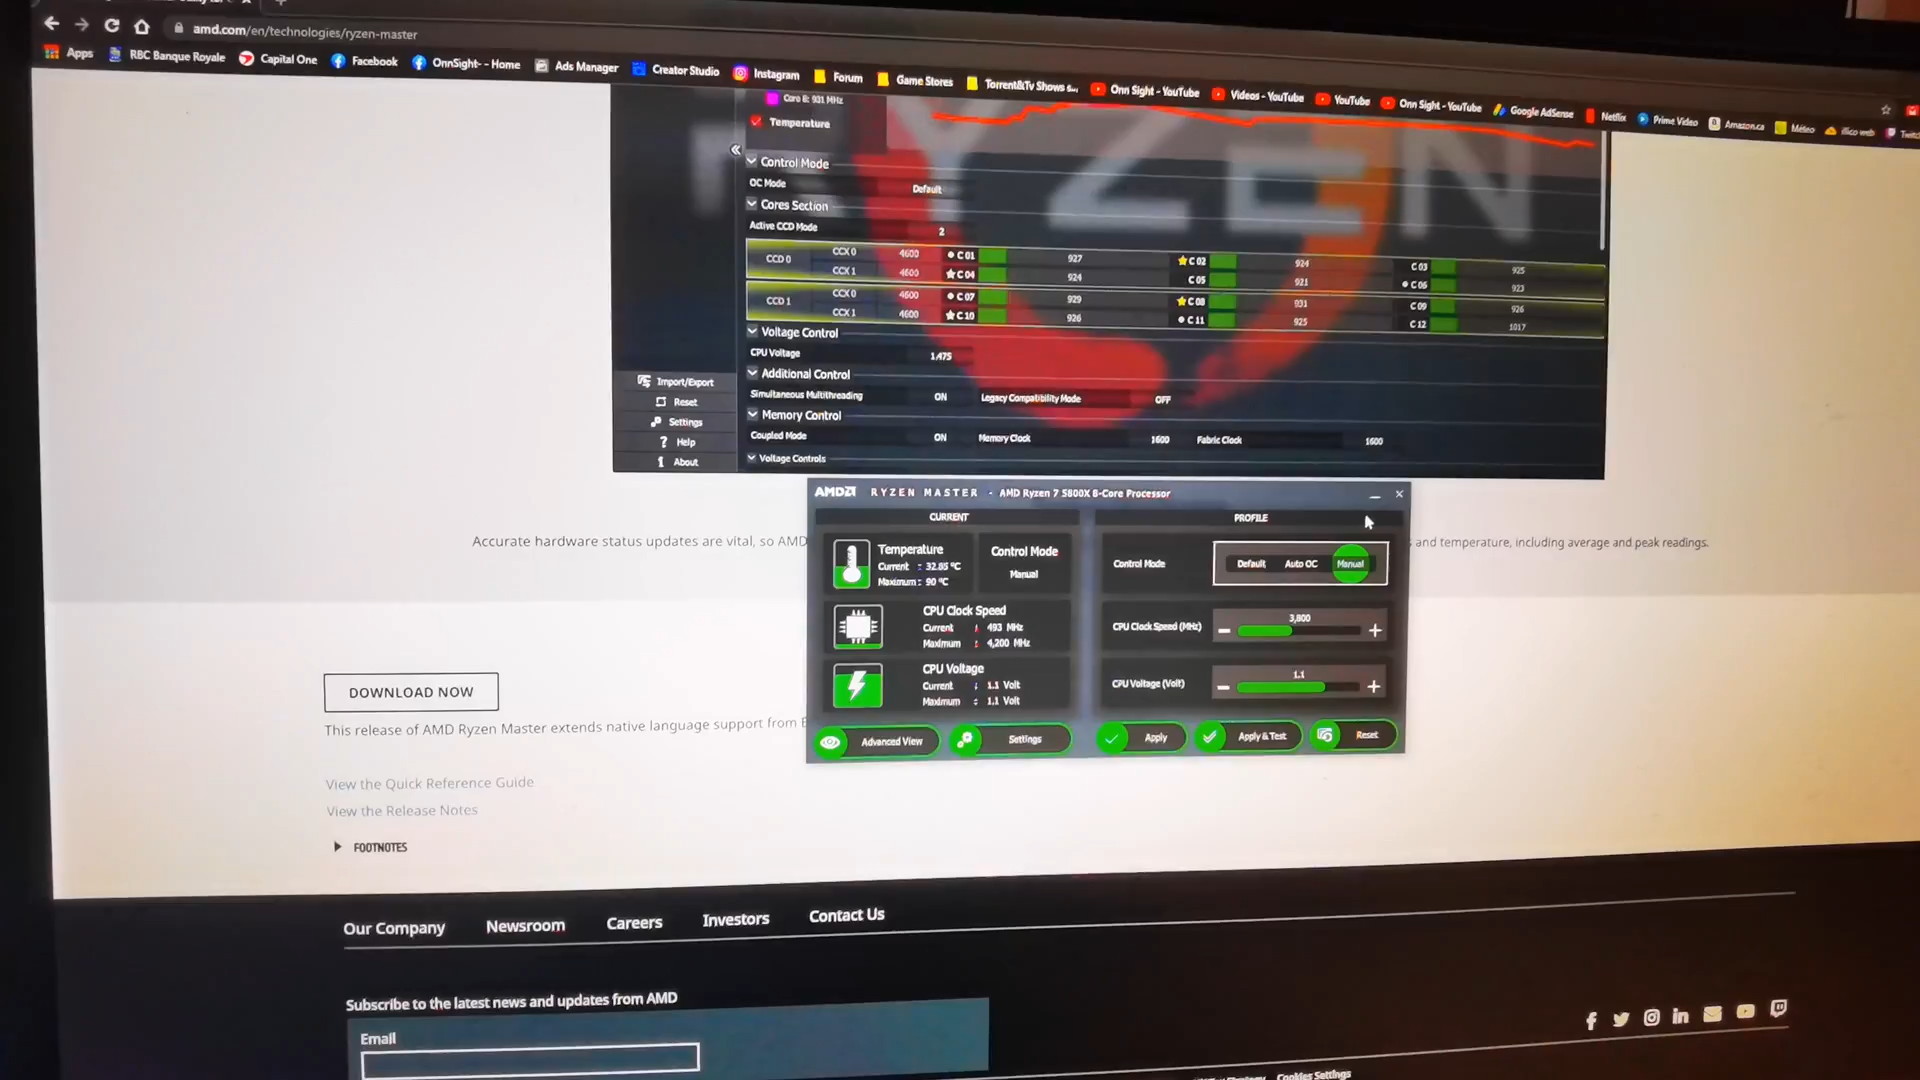 amd.com/en/technologies/ryzen-master
Apps RBC Banque Royale Capital One Facebook OnnSight- - Home Ads Manager Creator Studio Instagram Forum Game Stores Torrent&Tv Shows Onn Sight - YouTube Videos - YouTube YouTube Onn Sight - YouTube Google AdSense Netflix Prime Video Amazon.ca Méteo illico web
Core 8: 931 MHz
Temperature
RYZEN
Control Mode
OC Mode Default
Cores Section
Active CCD Mode 2
CCD 0
CCX 0 4600 C 01 927 C 02 924 C 03 925
CCX 1 4600 C 04 924 C 05 921 C 06 923
CCD 1
CCX 0 4600 C 07 929 C 08 931 C 09 926
CCX 1 4600 C 10 926 C 11 925 C 12 1017
Voltage Control
CPU Voltage 1.475
Additional Control
Simultaneous Multithreading ON Legacy Compatibility Mode OFF
Memory Control
Coupled Mode ON Memory Clock 1600 Fabric Clock 1600
Voltage Controls
Import/Export
Reset
Settings
Help
About
AMD RYZEN MASTER - AMD Ryzen 7 5800X 8-Core Processor
CURRENT
Temperature
Current : 32.85 °C
Maximum : 90 °C
Control Mode
Manual
CPU Clock Speed
Current : 493 MHz
Maximum : 4,200 MHz
CPU Voltage
Current : 1.1 Volt
Maximum : 1.1 Volt
Advanced View Settings
PROFILE
Control Mode Default Auto OC Manual
CPU Clock Speed (MHz) 3,800
CPU Voltage (Volt) 1.1
Apply Apply & Test Reset
Accurate hardware status updates are vital, so AMD
and temperature, including average and peak readings.
DOWNLOAD NOW
This release of AMD Ryzen Master extends native language support from E
View the Quick Reference Guide
View the Release Notes
FOOTNOTES
Our Company Newsroom Careers Investors Contact Us
Subscribe to the latest news and updates from AMD
Email
Cookies Settings